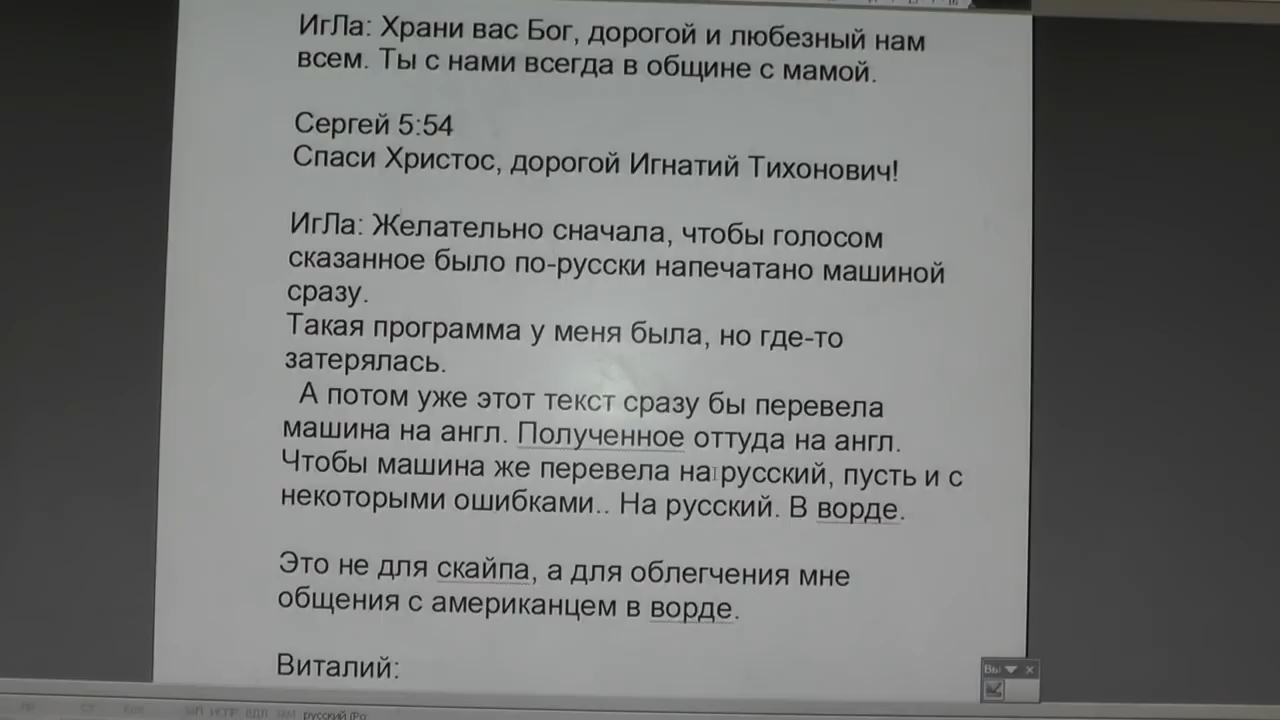 ИгЛа: Храни вас Бог, дорогой и любезный нам
всем. Ты с нами всегда в общине с мамой.
Сергей 5:54
Спаси Христос, дорогой Игнатий Тихонович!
ИгЛа: Желательно сначала, чтобы голосом
сказанное было по-русски напечатано машиной
сразу.
Такая программа у меня была, но где-то
затерялась.
А потом уже этот текст сразу бы перевела
машина на англ. Полученное оттуда на англ.
Чтобы машина же перевела на русский, пусть и с
некоторыми ошибками.. На русский. В ворде.
Это не для скайпа, а для облегчения мне
общения с американцем в ворде.
Виталий:
Вы
русский (Ро